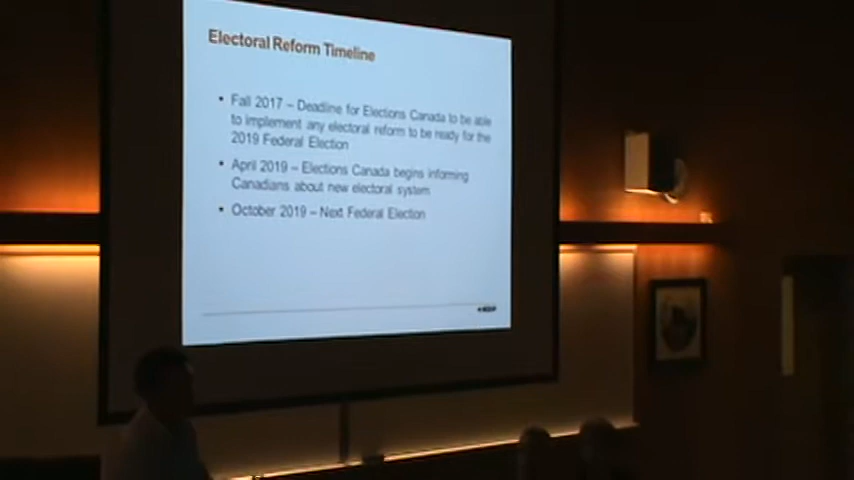 Electoral Reform Timeline
• Fall 2017 – Deadline for Elections Canada to be able
to implement any electoral reform to be ready for the
2019 Federal Election
• April 2019 – Elections Canada begins informing
Canadians about new electoral system
• October 2019 – Next Federal Election